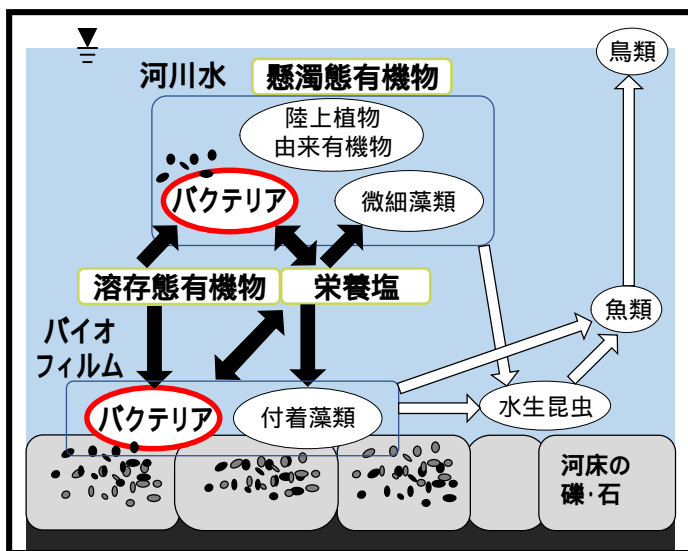 鳥類
河川水
懸濁態有機物
陸上植物
由来有機物
バクテリア
微細藻類
溶存態有機物
栄養塩
魚類
バイオ
フィルム
バクテリア
付着藻類
水生昆虫
河床の
礫·石